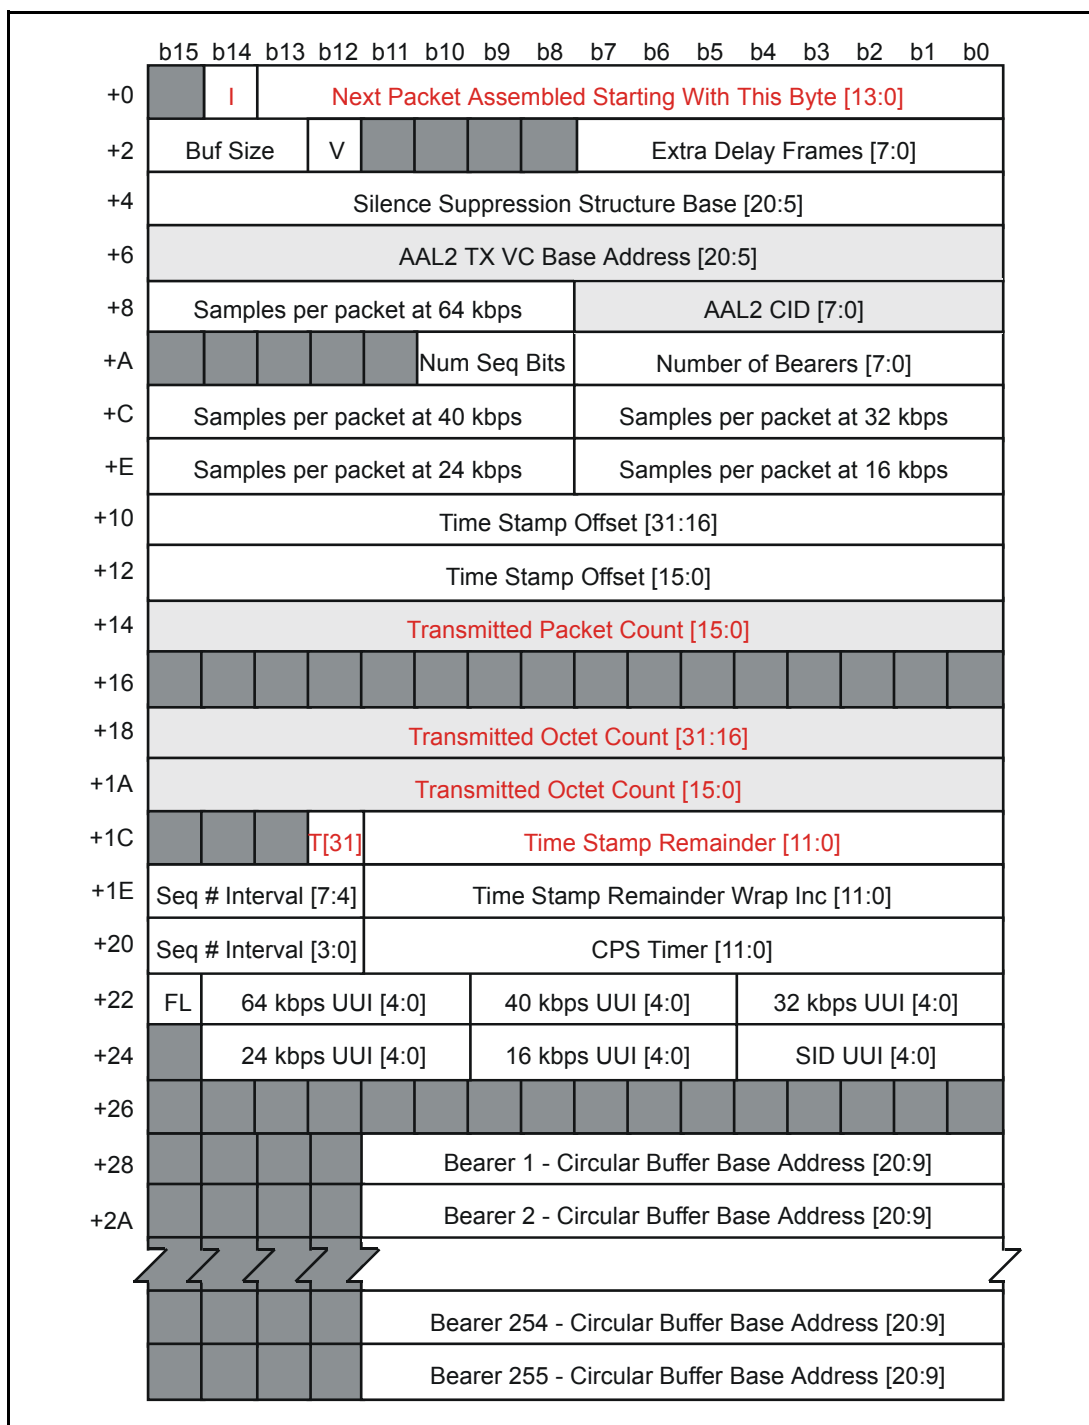 b15 b14 b13 b12 b11 b10 b9 b8 b7 b6 b5 b4 b3 b2 b1 b0
+0 I Next Packet Assembled Starting With This Byte [13:0]
+2 Buf Size V Extra Delay Frames [7:0]
+4 Silence Suppression Structure Base [20:5]
+6 AAL2 TX VC Base Address [20:5]
+8 Samples per packet at 64 kbps AAL2 CID [7:0]
+A Num Seq Bits Number of Bearers [7:0]
+C Samples per packet at 40 kbps Samples per packet at 32 kbps
+E Samples per packet at 24 kbps Samples per packet at 16 kbps
+10 Time Stamp Offset [31:16]
+12 Time Stamp Offset [15:0]
+14 Transmitted Packet Count [15:0]
+16
+18 Transmitted Octet Count [31:16]
+1A Transmitted Octet Count [15:0]
+1C T[31] Time Stamp Remainder [11:0]
+1E Seq # Interval [7:4] Time Stamp Remainder Wrap Inc [11:0]
+20 Seq # Interval [3:0] CPS Timer [11:0]
+22 FL 64 kbps UUI [4:0] 40 kbps UUI [4:0] 32 kbps UUI [4:0]
+24 24 kbps UUI [4:0] 16 kbps UUI [4:0] SID UUI [4:0]
+26
+28 Bearer 1 - Circular Buffer Base Address [20:9]
+2A Bearer 2 - Circular Buffer Base Address [20:9]
Bearer 254 - Circular Buffer Base Address [20:9]
Bearer 255 - Circular Buffer Base Address [20:9]